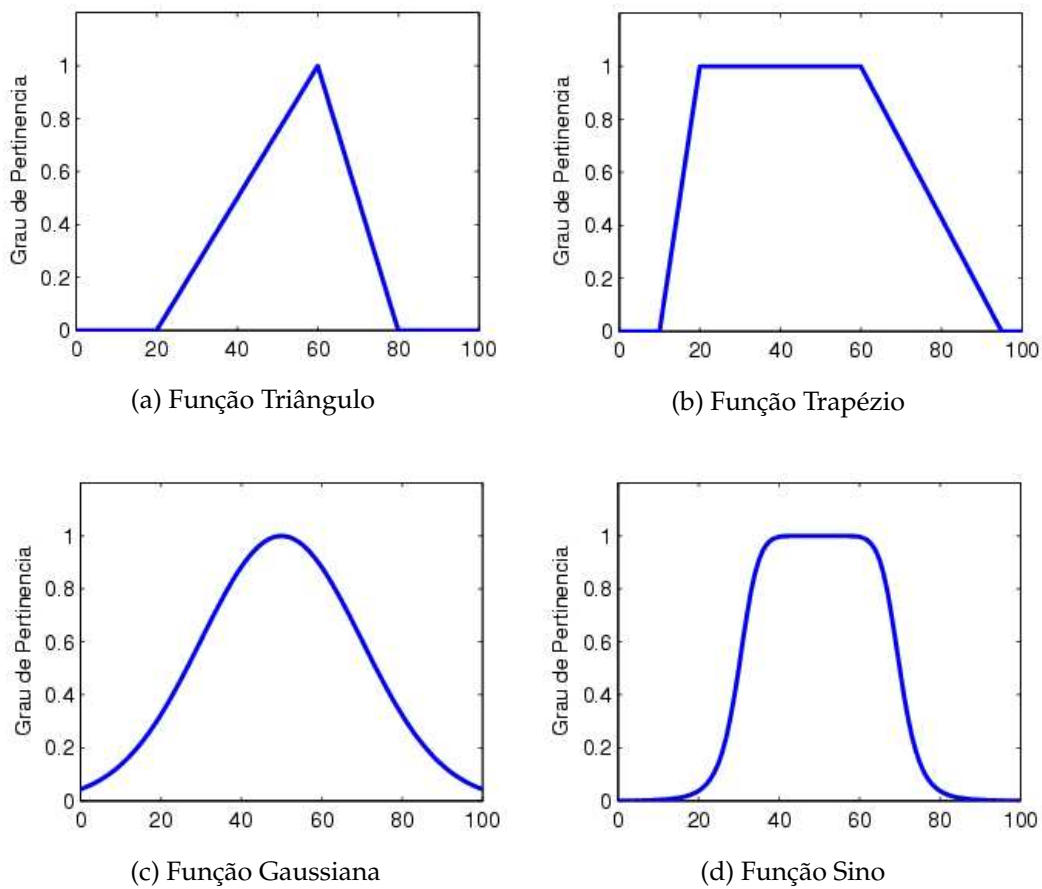 Grau de Pertinencia
1
0.8
0.6
0.4
0.2
0
0 20 40 60 80 100
(a) Função Triângulo
Grau de Pertinencia
1
0.8
0.6
0.4
0.2
0
0 20 40 60 80 100
(b) Função Trapézio
Grau de Pertinencia
1
0.8
0.6
0.4
0.2
0
0 20 40 60 80 100
(c) Função Gaussiana
Grau de Pertinencia
1
0.8
0.6
0.4
0.2
0
0 20 40 60 80 100
(d) Função Sino